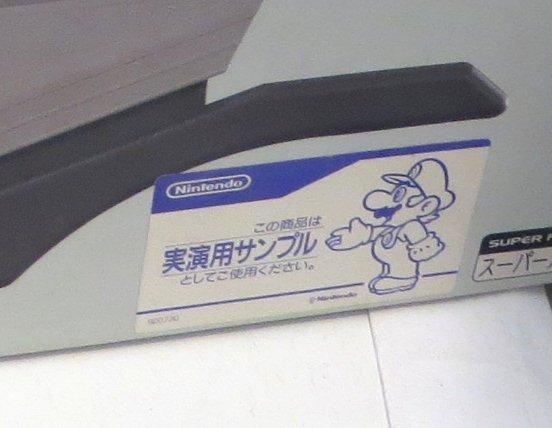 Nintendo
この商品は
実演用サンプル
としてご使用ください。
© Nintendo
SUPER
スーパー